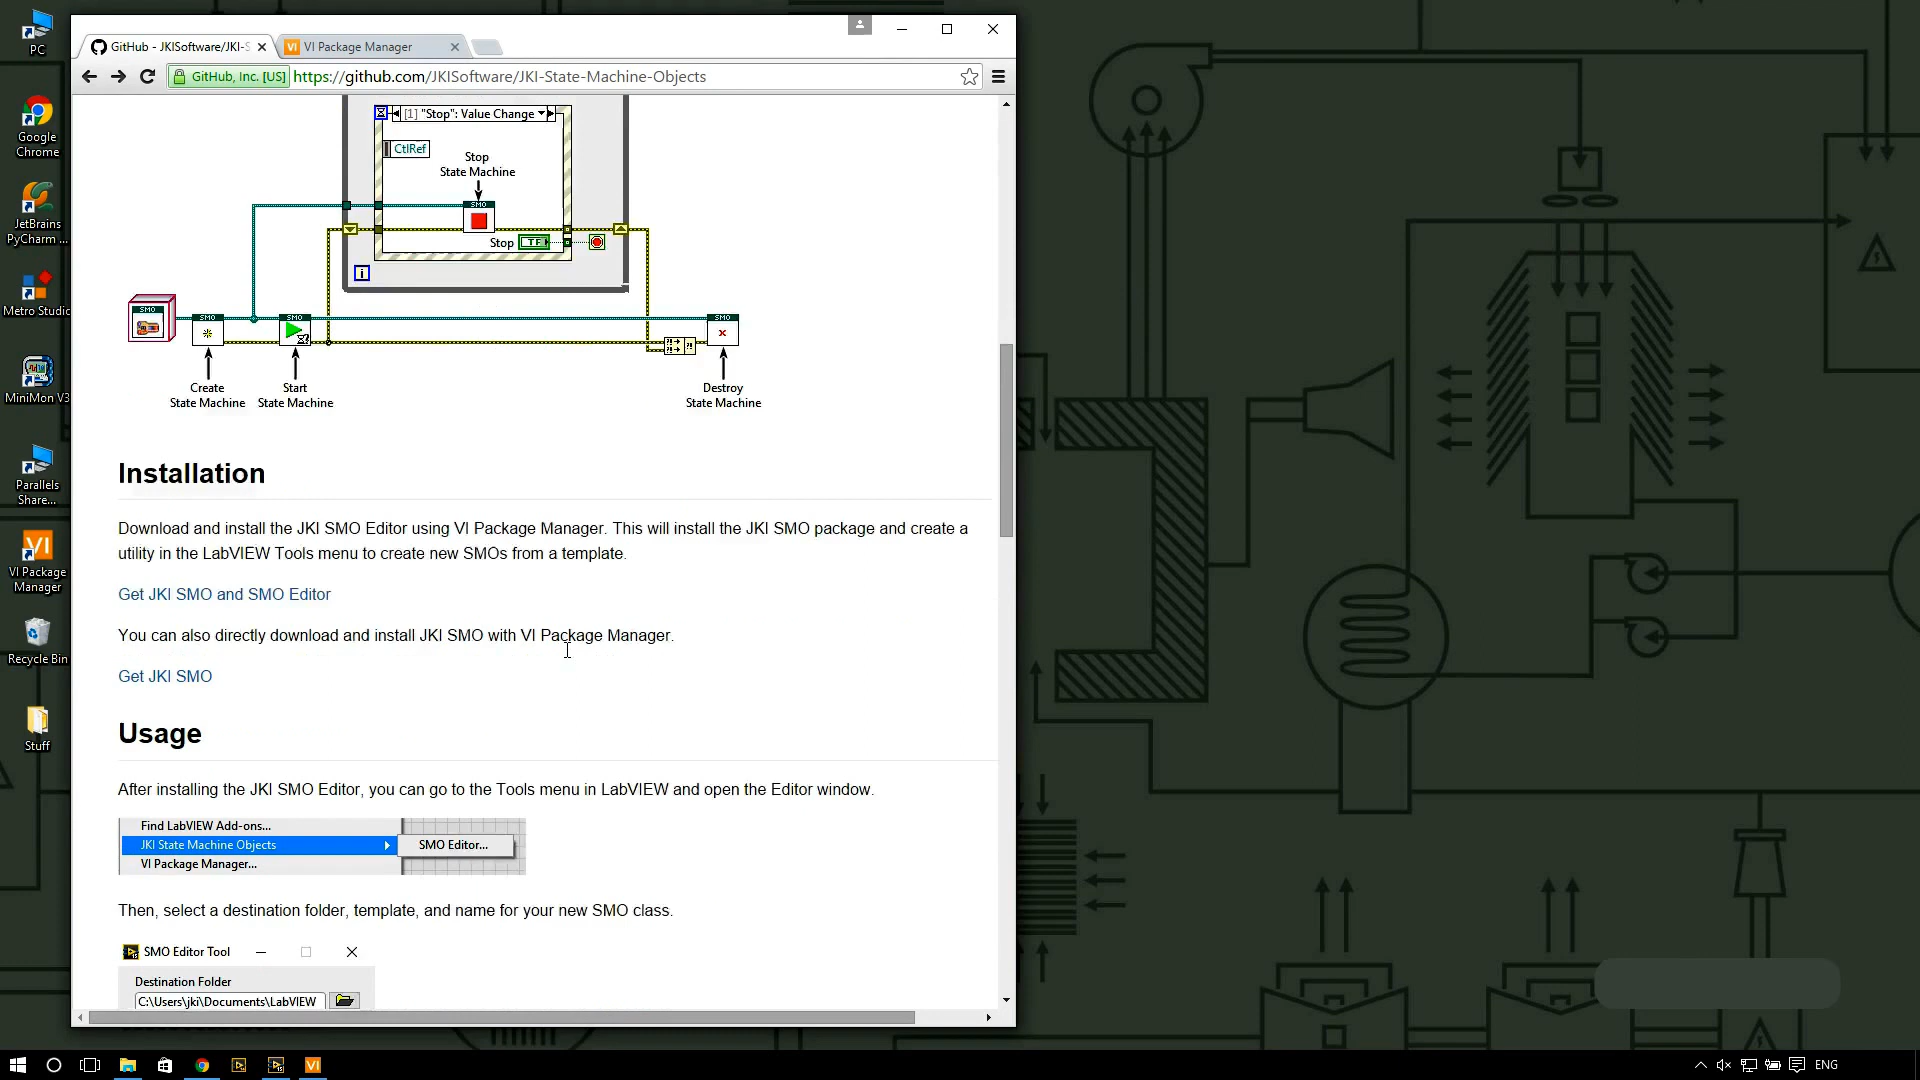 PC
Google
Chrome
JetBrains
PyCharm ...
Metro Studio
MiniMon V3
Parallels
Share...
VI Package
Manager
Recycle Bin
Stuff
GitHub - JKISoftware/JKI-S
VI Package Manager
GitHub, Inc. [US] https://github.com/JKISoftware/JKI-State-Machine-Objects
[1] "Stop": Value Change
CtlRef
Stop
State Machine
SMO
Stop TF
i
SMO
SMO
SMO
SMO
Create
State Machine
Start
State Machine
Destroy
State Machine
Installation
Download and install the JKI SMO Editor using VI Package Manager. This will install the JKI SMO package and create a
utility in the LabVIEW Tools menu to create new SMOs from a template.
Get JKI SMO and SMO Editor
You can also directly download and install JKI SMO with VI Package Manager.
Get JKI SMO
Usage
After installing the JKI SMO Editor, you can go to the Tools menu in LabVIEW and open the Editor window.
Find LabVIEW Add-ons...
JKI State Machine Objects
SMO Editor...
VI Package Manager...
Then, select a destination folder, template, and name for your new SMO class.
SMO Editor Tool
Destination Folder
C:\Users\jki\Documents\LabVIEW
VI
ENG